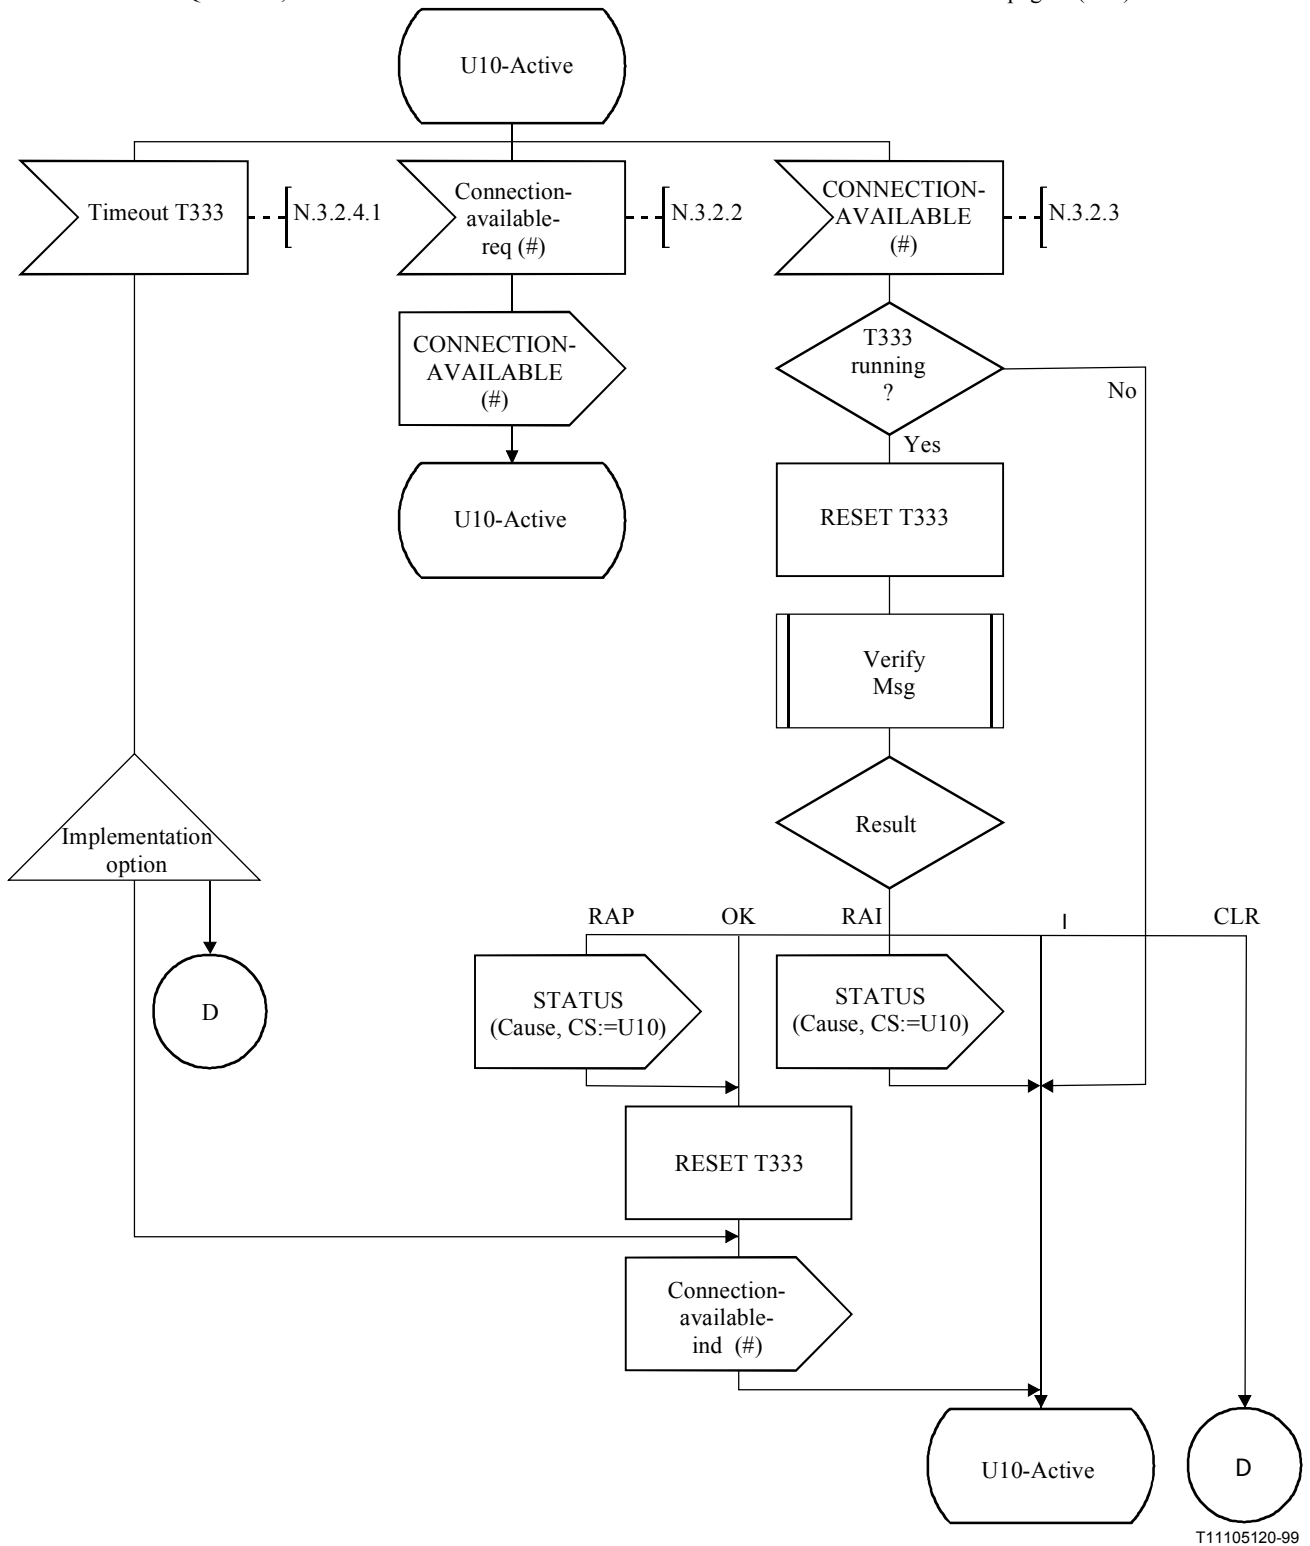 U10-Active
Timeout T333
N.3.2.4.1
Connection-
available-
req (#)
N.3.2.2
CONNECTION-
AVAILABLE
(#)
N.3.2.3
CONNECTION-
AVAILABLE
(#)
T333
running
?
No
Yes
U10-Active
RESET T333
Verify
Msg
Implementation
option
Result
RAP
OK
RAI
I
CLR
D
STATUS
(Cause, CS:=U10)
STATUS
(Cause, CS:=U10)
RESET T333
Connection-
available-
ind (#)
U10-Active
D
T11105120-99